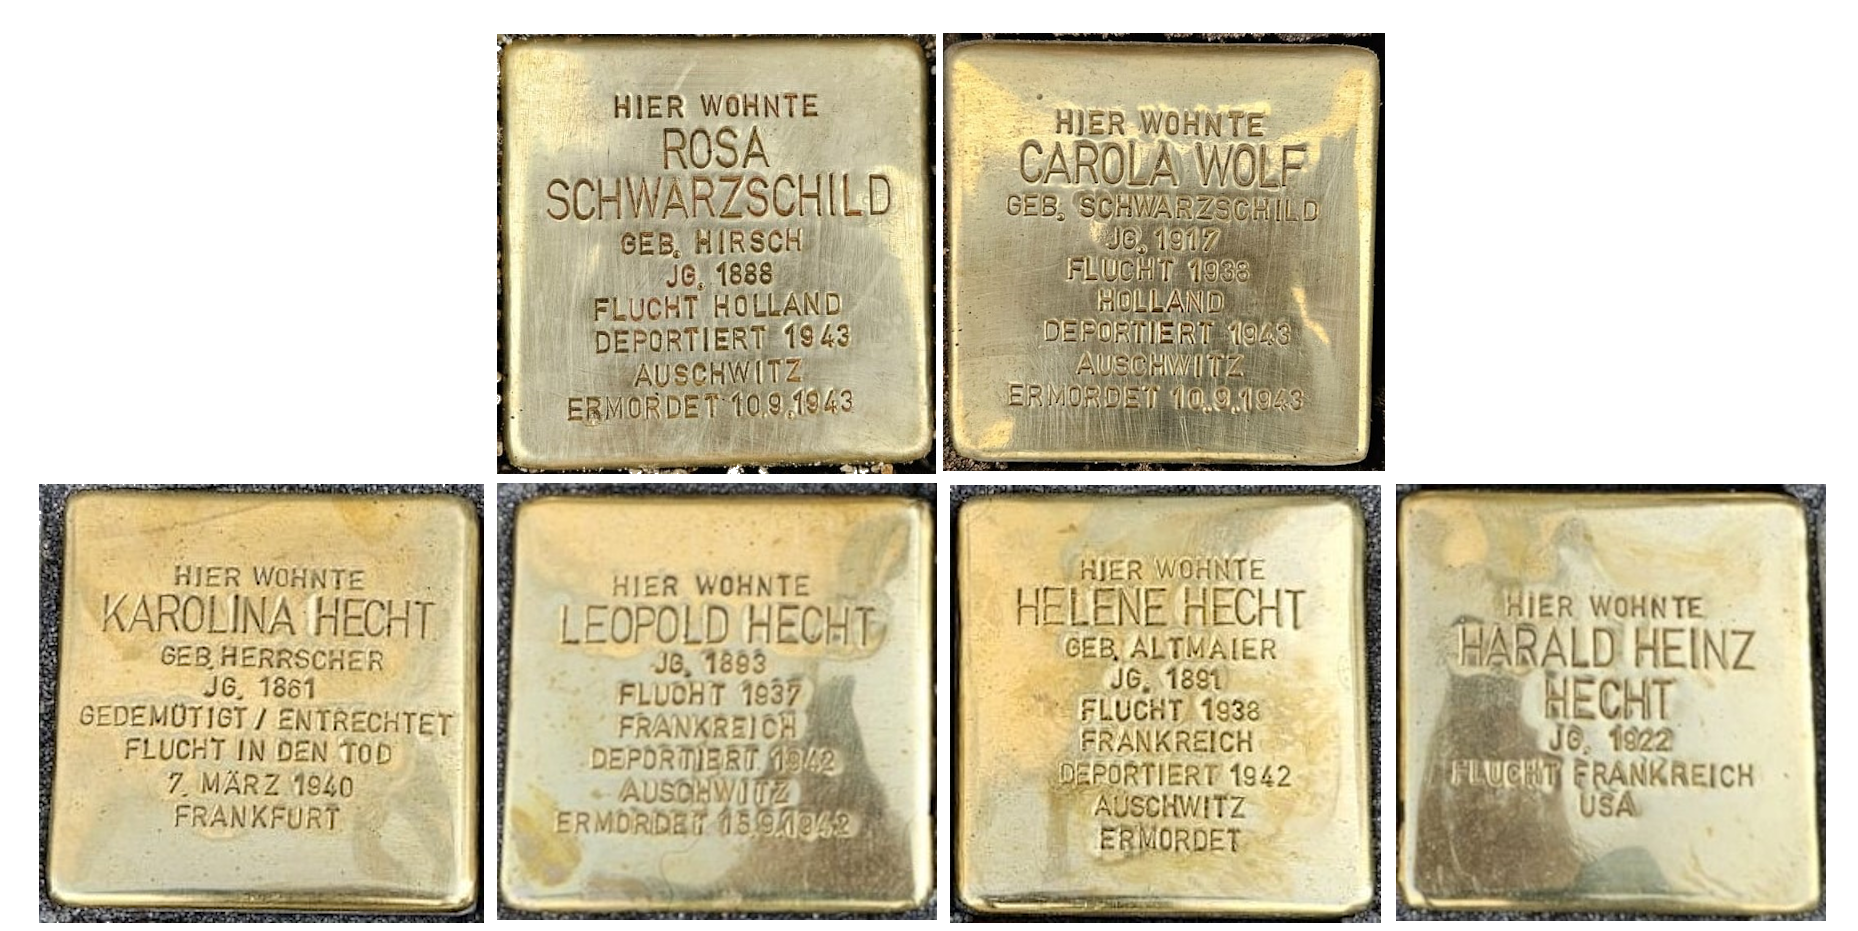 HIER WOHNTE
ROSA
SCHWARZSCHILD
GEB. HIRSCH
JG. 1888
FLUCHT HOLLAND
DEPORTIERT 1943
AUSCHWITZ
ERMORDET 10.9.1943
HIER WOHNTE
CAROLA WOLF
GEB. SCHWARZSCHILD
JG. 1917
FLUCHT 1938
HOLLAND
DEPORTIERT 1943
AUSCHWITZ
ERMORDET 10.9.1943
HIER WOHNTE
KAROLINA HECHT
GEB. HERRSCHER
JG. 1861
GEDEMÜTIGT / ENTRECHTET
FLUCHT IN DEN TOD
7. MÄRZ 1940
FRANKFURT
HIER WOHNTE
LEOPOLD HECHT
JG. 1893
FLUCHT 1937
FRANKREICH
DEPORTIERT 1942
AUSCHWITZ
ERMORDET 15.9.1942
HIER WOHNTE
HELENE HECHT
GEB. ALTMAIER
JG. 1891
FLUCHT 1938
FRANKREICH
DEPORTIERT 1942
AUSCHWITZ
ERMORDET
HIER WOHNTE
HARALD HEINZ
HECHT
JG. 1922
FLUCHT FRANKREICH
USA